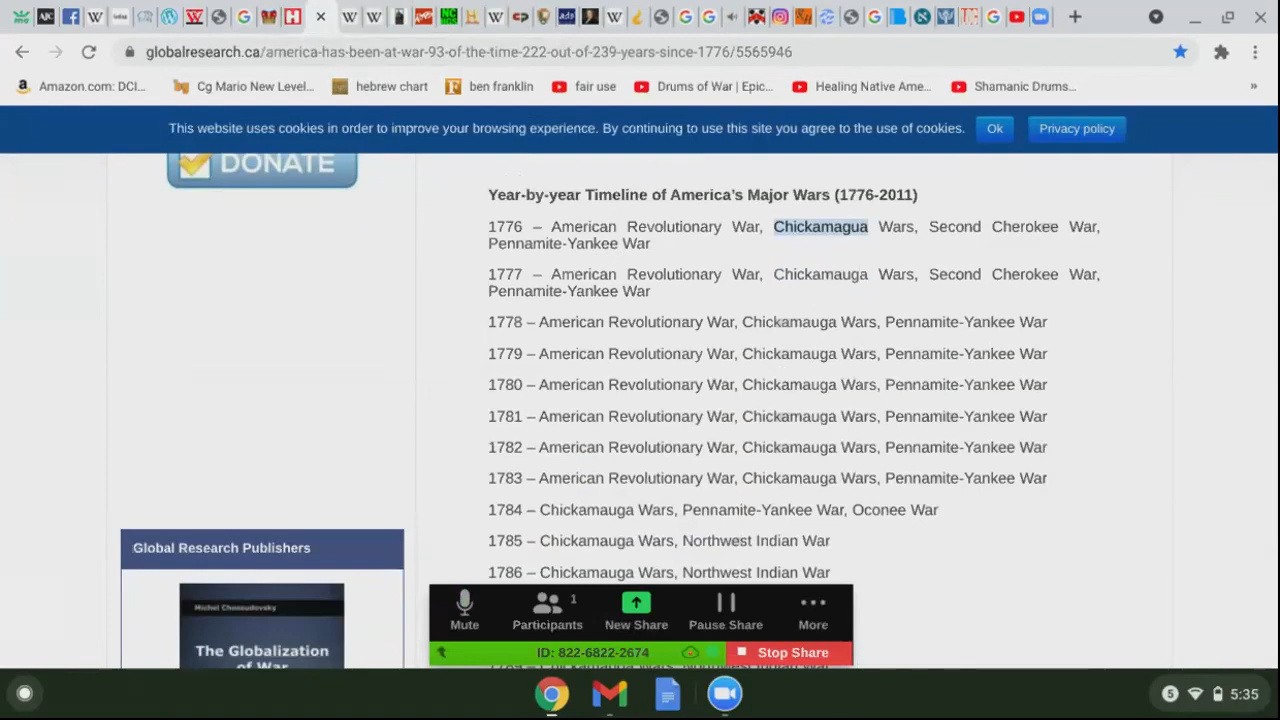 globalresearch.ca/america-has-been-at-war-93-of-the-time-222-out-of-239-years-since-1776/5565946
Amazon.com: DCI... Cg Mario New Level... hebrew chart ben franklin fair use Drums of War | Epic... Healing Native Ame... Shamanic Drums... »
This website uses cookies in order to improve your browsing experience. By continuing to use this site you agree to the use of cookies. Ok Privacy policy
DONATE
Year-by-year Timeline of America's Major Wars (1776-2011)
1776 – American Revolutionary War, Chickamagua Wars, Second Cherokee War,
Pennamite-Yankee War
1777 – American Revolutionary War, Chickamauga Wars, Second Cherokee War,
Pennamite-Yankee War
1778 – American Revolutionary War, Chickamauga Wars, Pennamite-Yankee War
1779 – American Revolutionary War, Chickamauga Wars, Pennamite-Yankee War
1780 – American Revolutionary War, Chickamauga Wars, Pennamite-Yankee War
1781 – American Revolutionary War, Chickamauga Wars, Pennamite-Yankee War
1782 – American Revolutionary War, Chickamauga Wars, Pennamite-Yankee War
1783 – American Revolutionary War, Chickamauga Wars, Pennamite-Yankee War
1784 – Chickamauga Wars, Pennamite-Yankee War, Oconee War
1785 – Chickamauga Wars, Northwest Indian War
1786 – Chickamauga Wars, Northwest Indian War
Global Research Publishers
Michel Chossudovsky
The Globalization
of War
1
Mute Participants New Share Pause Share More
ID: 822-6822-2674 Stop Share
5 5:35